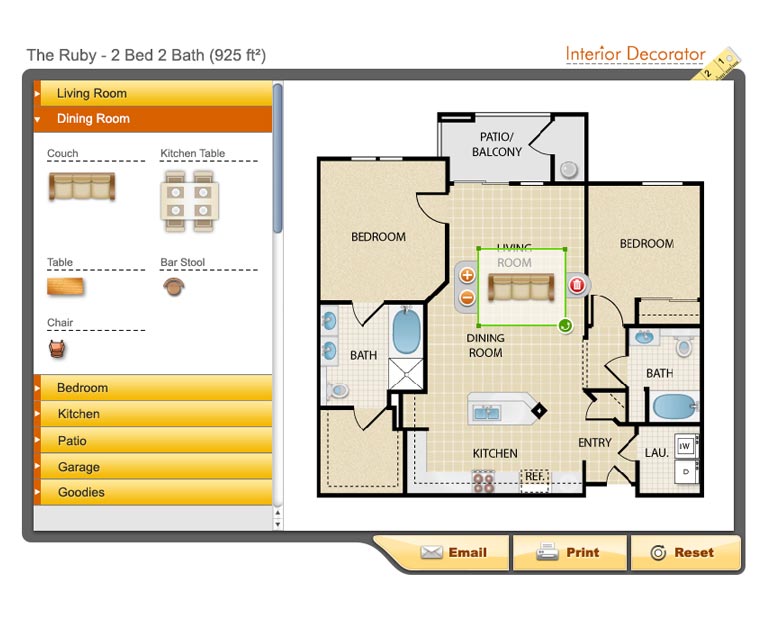 The Ruby - 2 Bed 2 Bath (925 ft²)
Interior Decorator
2 1
Living Room
Dining Room
Couch
Kitchen Table
Table
Bar Stool
Chair
Bedroom
Kitchen
Patio
Garage
Goodies
PATIO/
BALCONY
BEDROOM
BEDROOM
LIVING
ROOM
DINING
ROOM
BATH
BATH
KITCHEN
ENTRY
LAU.
W
D
REF.
Email
Print
Reset